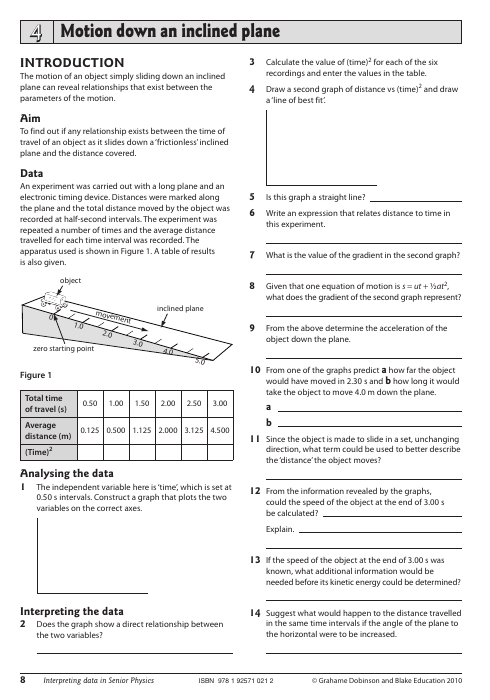 4 Motion down an inclined plane
INTRODUCTION
The motion of an object simply sliding down an inclined
plane can reveal relationships that exist between the
parameters of the motion.
Aim
To find out if any relationship exists between the time of
travel of an object as it slides down a 'frictionless' inclined
plane and the distance covered.
Data
An experiment was carried out with a long plane and an
electronic timing device. Distances were marked along
the plane and the total distance moved by the object was
recorded at half-second intervals. The experiment was
repeated a number of times and the average distance
travelled for each time interval was recorded. The
apparatus used is shown in Figure 1. A table of results
is also given.
object
movement
inclined plane
0
1.0
2.0
3.0
4.0
5.0
zero starting point
Figure 1
Total time
of travel (s) 0.50 1.00 1.50 2.00 2.50 3.00
Average
distance (m) 0.125 0.500 1.125 2.000 3.125 4.500
(Time)²
Analysing the data
1 The independent variable here is 'time', which is set at
0.50 s intervals. Construct a graph that plots the two
variables on the correct axes.
Interpreting the data
2 Does the graph show a direct relationship between
the two variables?
3 Calculate the value of (time)² for each of the six
recordings and enter the values in the table.
4 Draw a second graph of distance vs (time)² and draw
a 'line of best fit'.
5 Is this graph a straight line?
6 Write an expression that relates distance to time in
this experiment.
7 What is the value of the gradient in the second graph?
8 Given that one equation of motion is s = ut + ½at²,
what does the gradient of the second graph represent?
9 From the above determine the acceleration of the
object down the plane.
10 From one of the graphs predict a how far the object
would have moved in 2.30 s and b how long it would
take the object to move 4.0 m down the plane.
a
b
11 Since the object is made to slide in a set, unchanging
direction, what term could be used to better describe
the 'distance' the object moves?
12 From the information revealed by the graphs,
could the speed of the object at the end of 3.00 s
be calculated?
Explain.
13 If the speed of the object at the end of 3.00 s was
known, what additional information would be
needed before its kinetic energy could be determined?
14 Suggest what would happen to the distance travelled
in the same time intervals if the angle of the plane to
the horizontal were to be increased.
8 Interpreting data in Senior Physics ISBN 978 1 92571 021 2 © Grahame Dobinson and Blake Education 2010